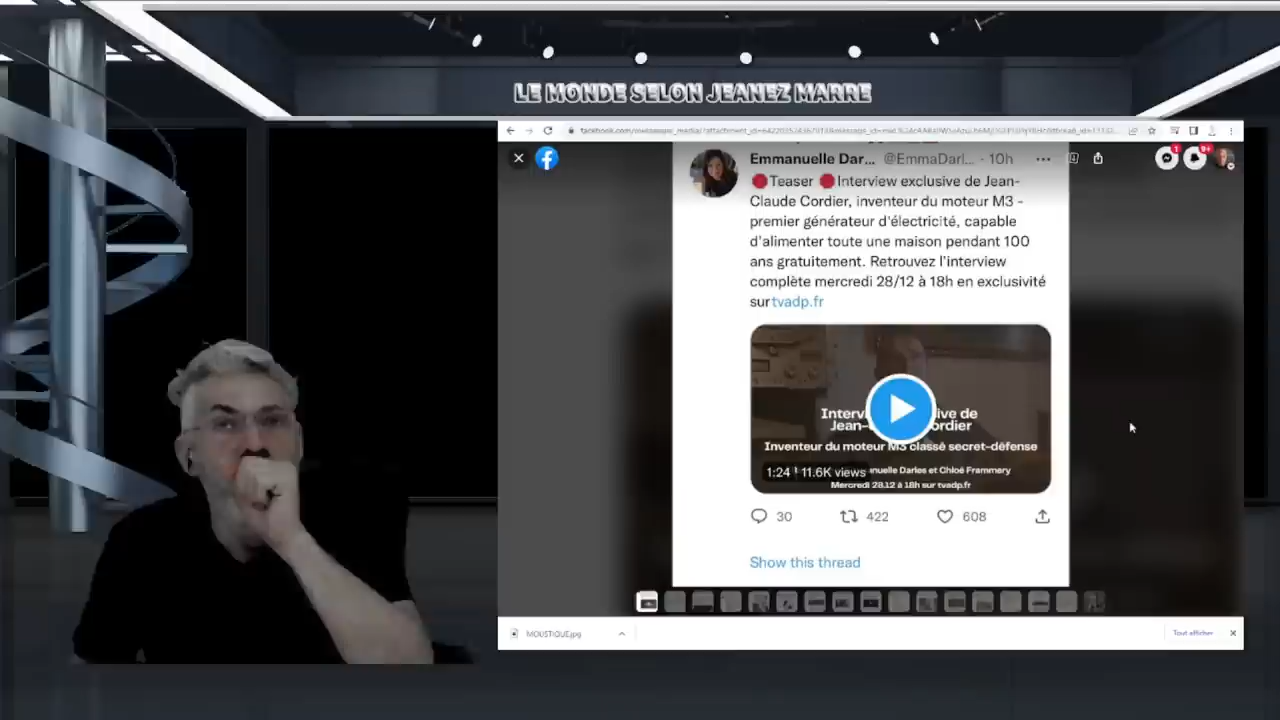 LE MONDE SELON JEANEZ MARRE
1
9+
Emmanuelle Dar... @EmmaDarl... · 10h
🔴Teaser 🔴Interview exclusive de Jean-
Claude Cordier, inventeur du moteur M3 -
premier générateur d'électricité, capable
d'alimenter toute une maison pendant 100
ans gratuitement. Retrouvez l'interview
complète mercredi 28/12 à 18h en exclusivité
sur tvadp.fr
Interv ive de
Jean- ordier
Inventeur du moteur M3 classé secret-défense
1:24 11.6K views nuelle Darles et Chloé Frammery
Mercredi 28.12 à 18h sur tvadp.fr
30 422 608
Show this thread
MOUSTIQUE.jpg
Tout afficher